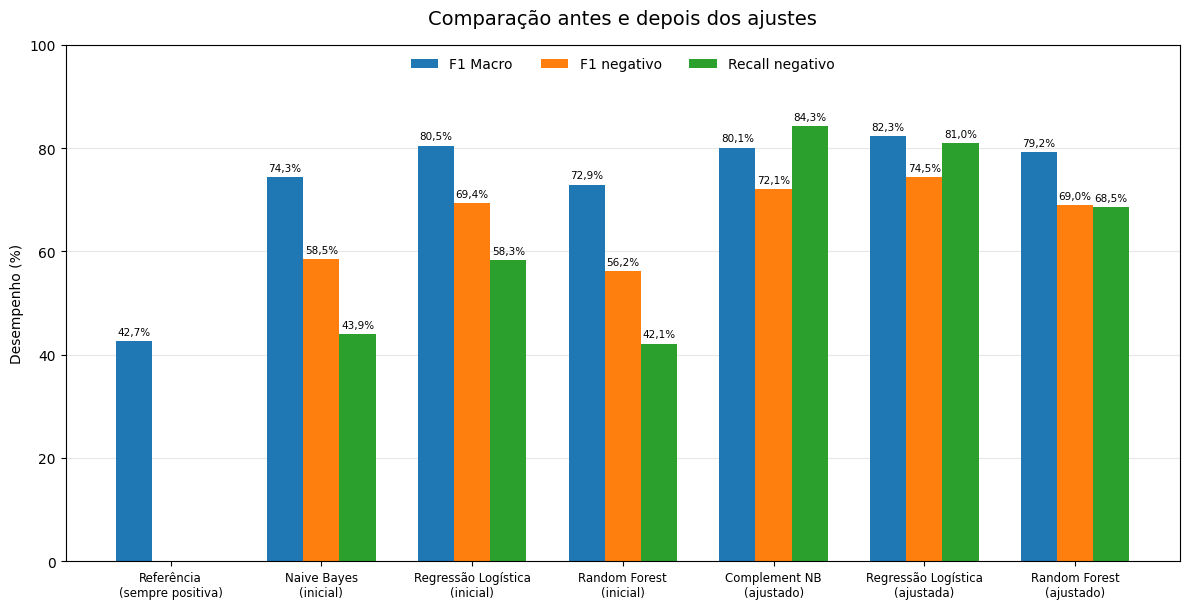 Comparação antes e depois dos ajustes
F1 Macro F1 negativo Recall negativo
Desempenho (%)
100
80
60
40
20
0
42,7%
74,3%
58,5%
43,9%
80,5%
69,4%
58,3%
72,9%
56,2%
42,1%
80,1%
72,1%
84,3%
82,3%
74,5%
81,0%
79,2%
69,0%
68,5%
Referência
(sempre positiva)
Naive Bayes
(inicial)
Regressão Logística
(inicial)
Random Forest
(inicial)
Complement NB
(ajustado)
Regressão Logística
(ajustada)
Random Forest
(ajustado)